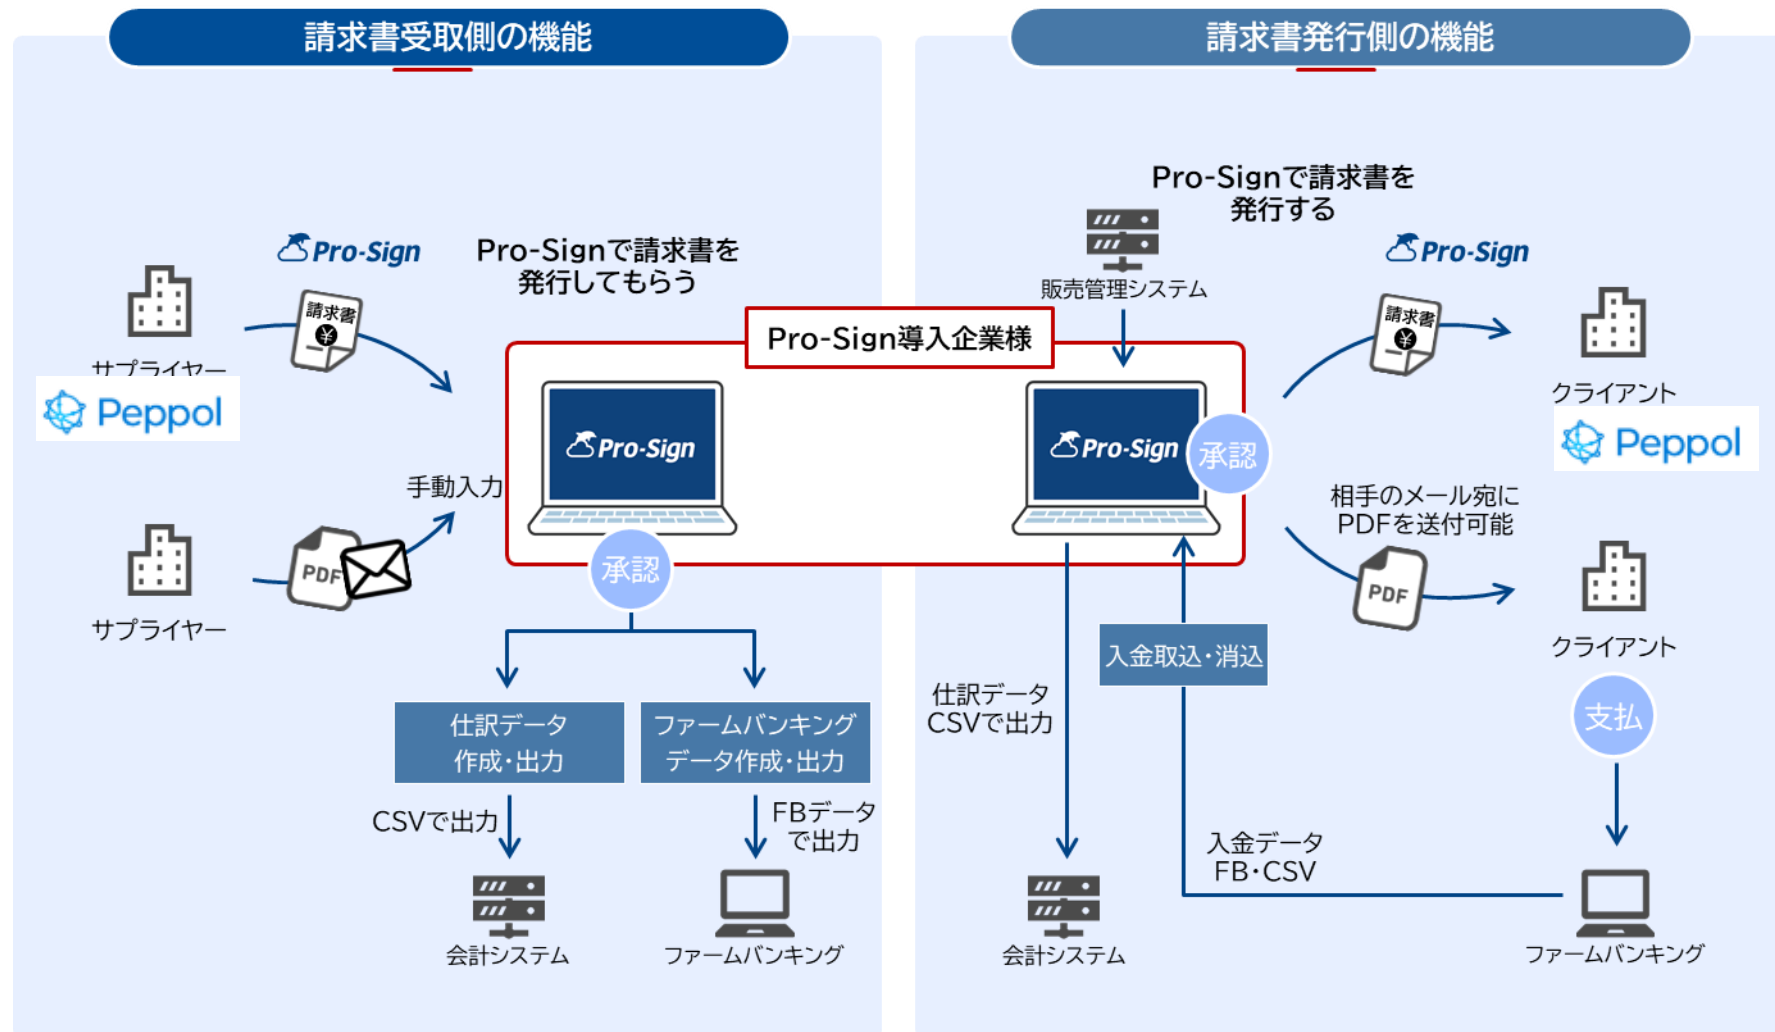 請求書受取側の機能
Pro-Sign
Pro-Signで請求書を
発行してもらう
請求書
¥
サプライヤー
Peppol
手動入力
PDF
サプライヤー
Pro-Sign導入企業様
Pro-Sign
承認
仕訳データ
作成・出力
ファームバンキング
データ作成・出力
CSVで出力
FBデータ
で出力
会計システム
ファームバンキング
請求書発行側の機能
Pro-Signで請求書を
発行する
販売管理システム
Pro-Sign
請求書
¥
クライアント
Peppol
Pro-Sign
承認
相手のメール宛に
PDFを送付可能
PDF
クライアント
入金取込・消込
仕訳データ
CSVで出力
支払
入金データ
FB・CSV
会計システム
ファームバンキング